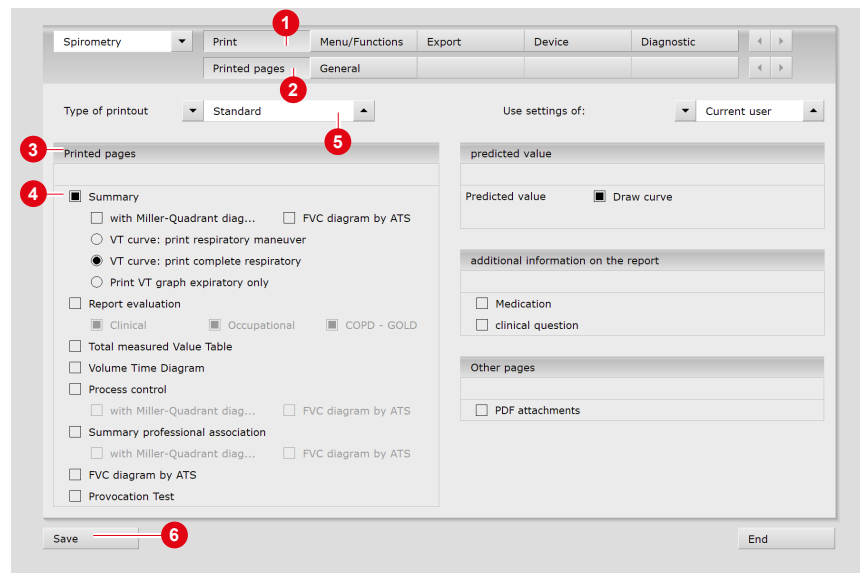 1
Spirometry Print Menu/Functions Export Device Diagnostic
Printed pages General
2
Type of printout Standard Use settings of: Current user
5
3 Printed pages predicted value
4 Summary Predicted value Draw curve
with Miller-Quadrant diag... FVC diagram by ATS
VT curve: print respiratory maneuver
VT curve: print complete respiratory additional information on the report
Print VT graph expiratory only
Report evaluation Medication
Clinical Occupational COPD - GOLD clinical question
Total measured Value Table
Volume Time Diagram Other pages
Process control
with Miller-Quadrant diag... FVC diagram by ATS PDF attachments
Summary professional association
with Miller-Quadrant diag... FVC diagram by ATS
FVC diagram by ATS
Provocation Test
Save 6 End